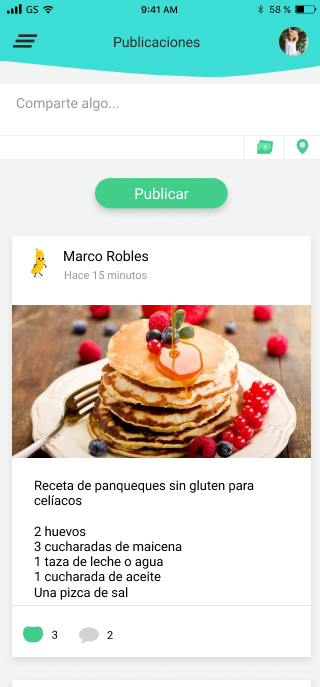 GS 9:41 AM 58 %
Publicaciones
Comparte algo...
Publicar
Marco Robles
Hace 15 minutos
Receta de panqueques sin gluten para
celíacos
2 huevos
3 cucharadas de maicena
1 taza de leche o agua
1 cucharada de aceite
Una pizca de sal
3 2